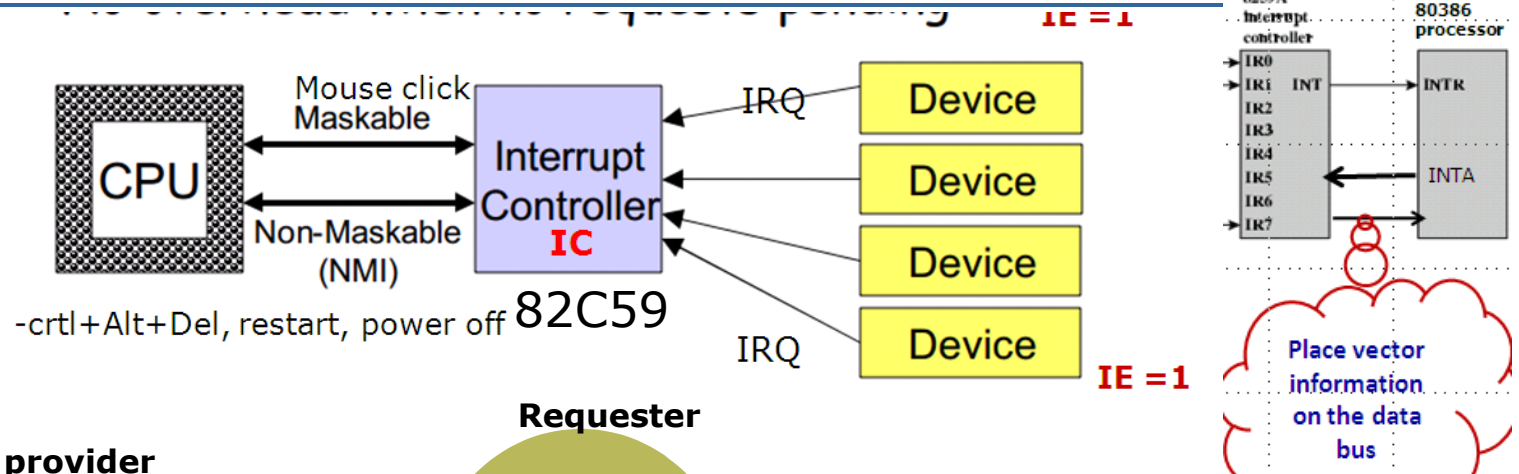 IE =1
Mouse click
Maskable
CPU
Non-Maskable
(NMI)
-crtl+Alt+Del, restart, power off
Interrupt
Controller
IC
82C59
IRQ
IRQ
Device
Device
Device
Device
IE =1
Requester
provider
Interrupt
controller
IR0
IR1 INT
IR2
IR3
IR4
IR5
IR6
IR7
80386
processor
INTR
INTA
Place vector
information
on the data
bus